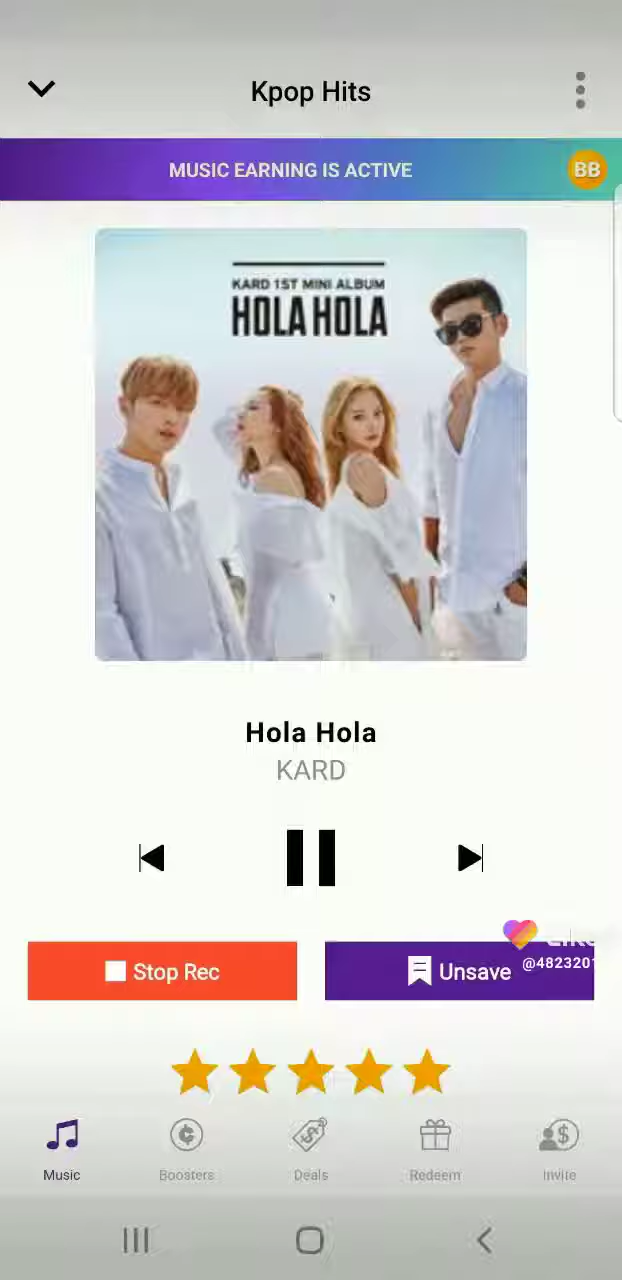 Kpop Hits
MUSIC EARNING IS ACTIVE
BB
KARD 1ST MINI ALBUM
HOLA HOLA
Hola Hola
KARD
Stop Rec
Unsave
@482320
Music
Boosters
Deals
Redeem
Invite